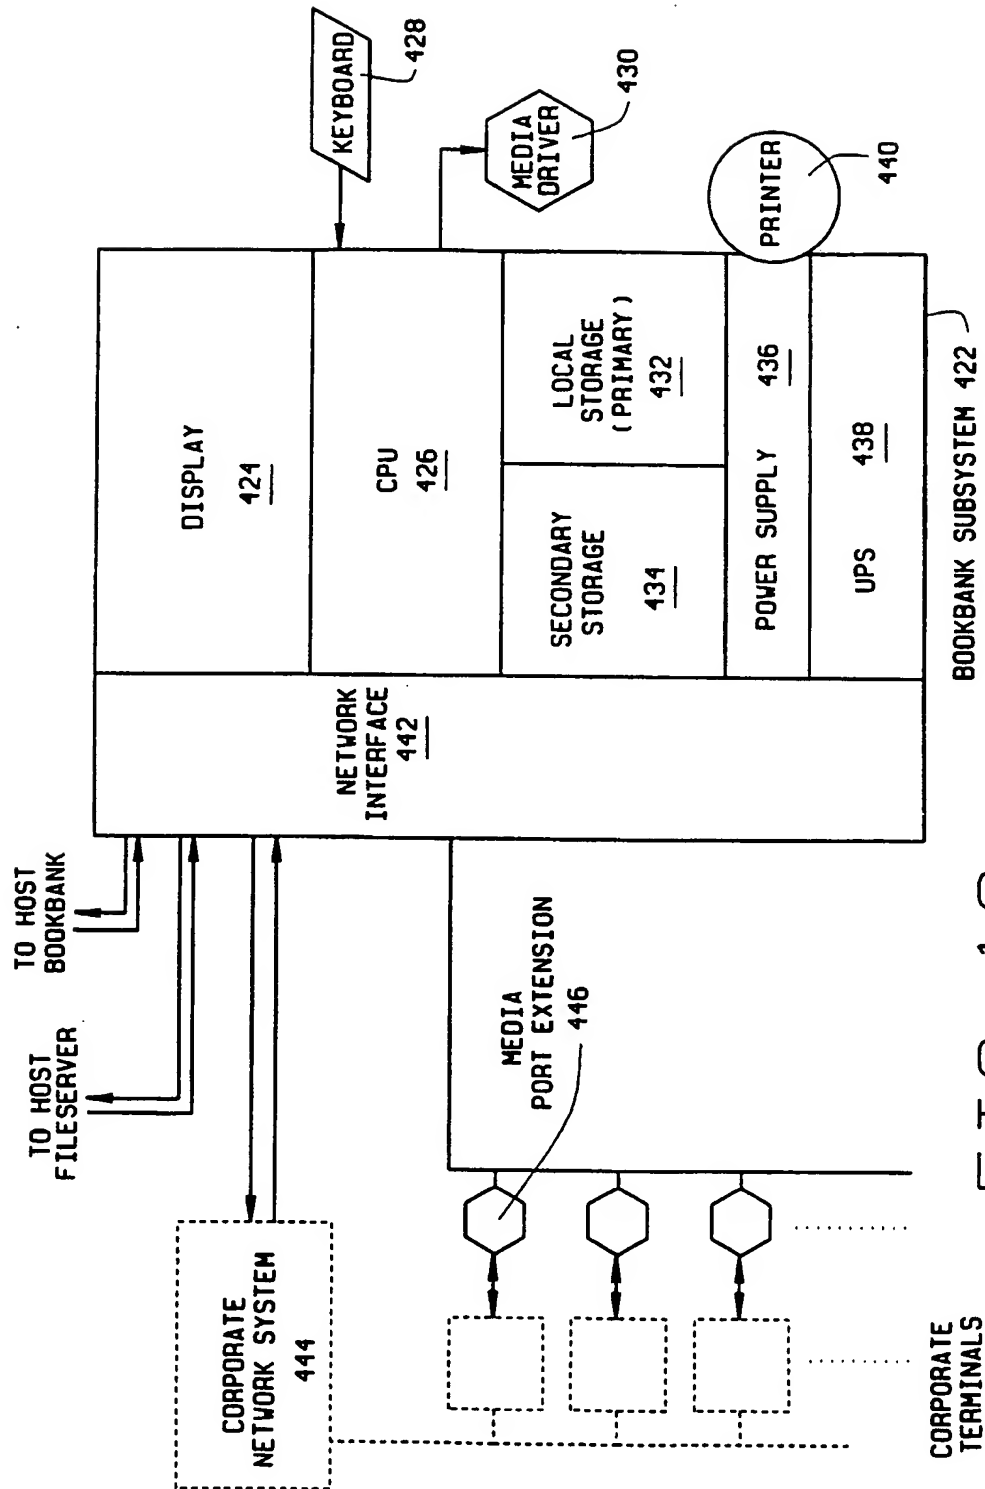 TO HOST
BOOKBANK
TO HOST
FILESERVER
CORPORATE
NETWORK SYSTEM
444
DISPLAY
424
KEYBOARD
428
NETWORK
INTERFACE
442
CPU
426
MEDIA
DRIVER
430
MEDIA
PORT EXTENSION
446
SECONDARY
STORAGE
434
LOCAL
STORAGE
(PRIMARY)
432
POWER SUPPLY 436
PRINTER
440
UPS 438
CORPORATE
TERMINALS
BOOKBANK SUBSYSTEM 422